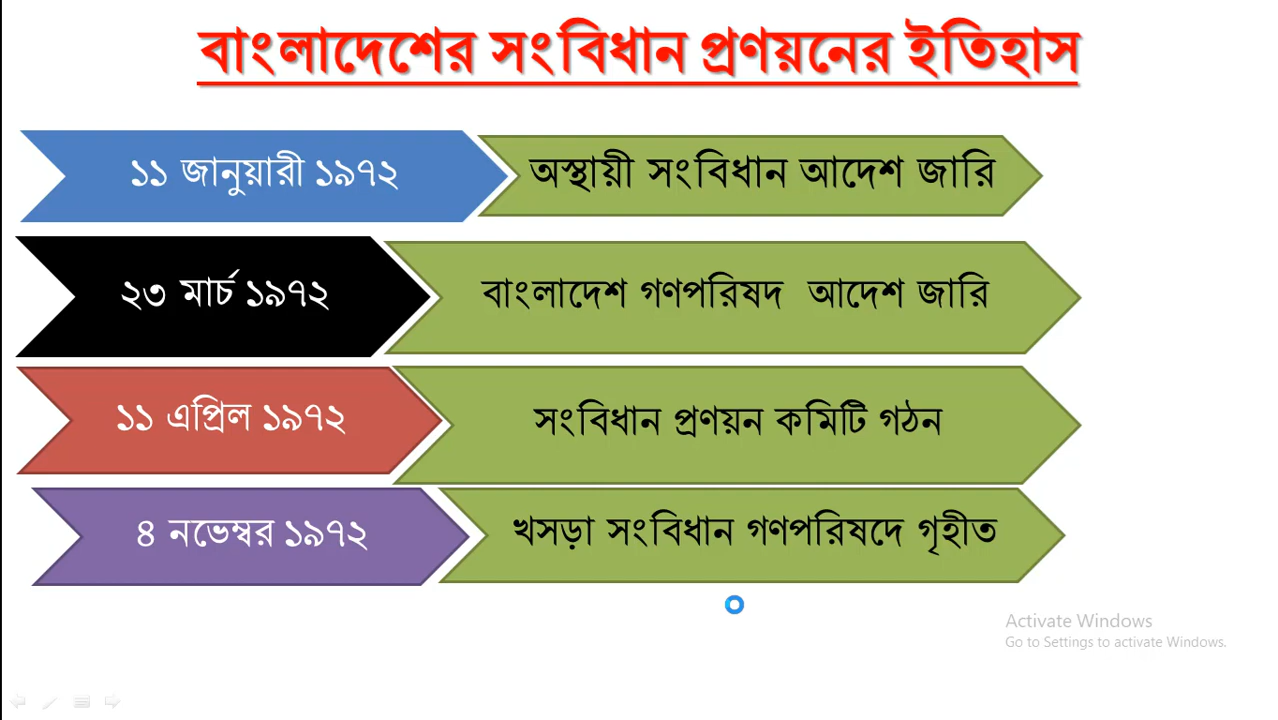 বাংলাদেশের সংবিধান প্রণয়নের ইতিহাস
১১ জানুয়ারী ১৯৭২
অস্থায়ী সংবিধান আদেশ জারি
২৩ মার্চ ১৯৭২
বাংলাদেশ গণপরিষদ আদেশ জারি
১১ এপ্রিল ১৯৭২
সংবিধান প্রণয়ন কমিটি গঠন
৪ নভেম্বর ১৯৭২
খসড়া সংবিধান গণপরিষদে গৃহীত
Activate Windows
Go to Settings to activate Windows.